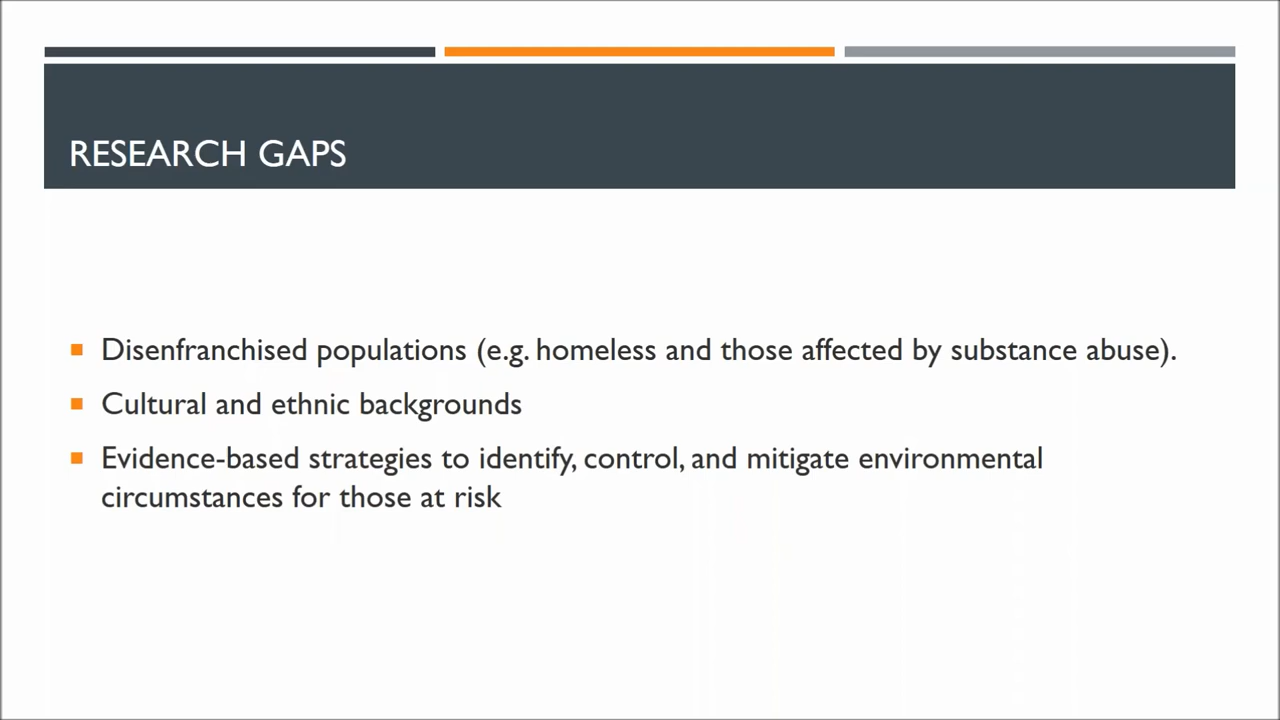 RESEARCH GAPS
Disenfranchised populations (e.g. homeless and those affected by substance abuse).
Cultural and ethnic backgrounds
Evidence-based strategies to identify, control, and mitigate environmental
circumstances for those at risk